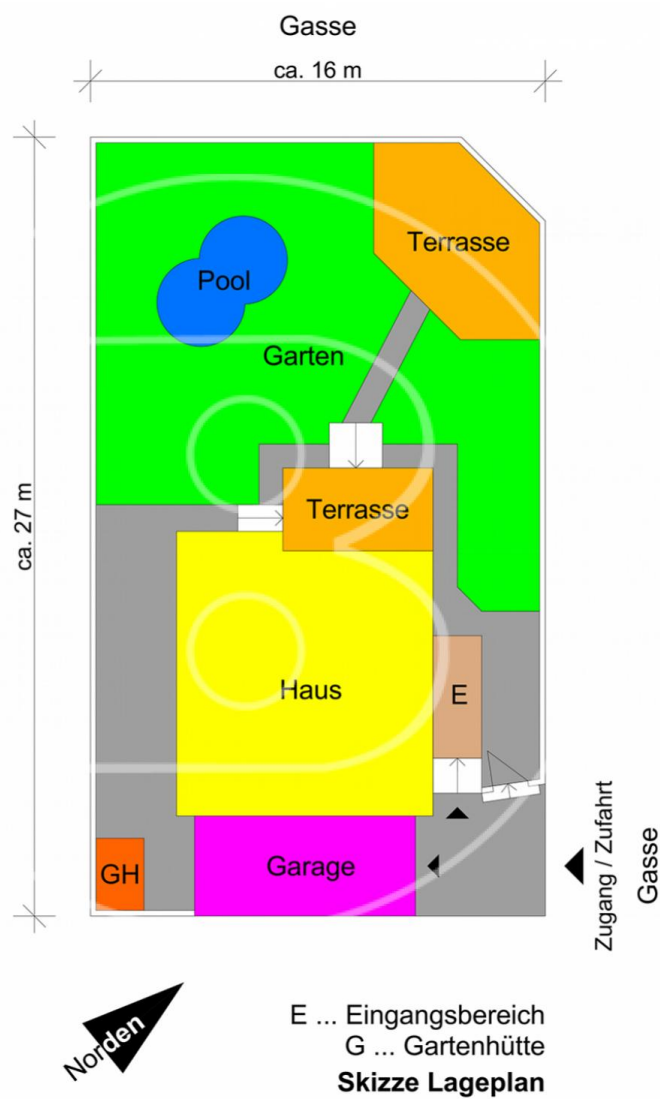 Gasse
ca. 16 m
Terrasse
Pool
Garten
ca. 27 m
Terrasse
Haus
E
Zugang / Zufahrt
Gasse
GH
Garage
Norden
E ... Eingangsbereich
G ... Gartenhütte
Skizze Lageplan